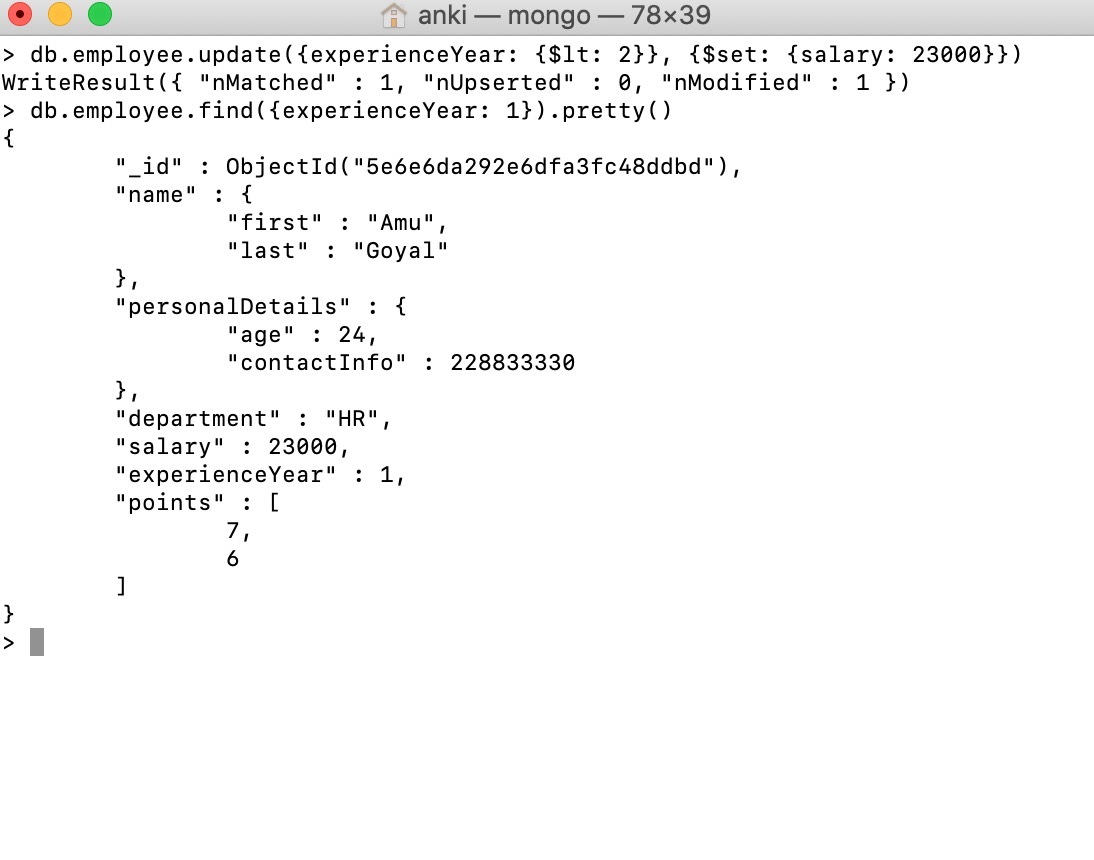 anki — mongo — 78×39
> db.employee.update({experienceYear: {$lt: 2}}, {$set: {salary: 23000}})
WriteResult({ "nMatched" : 1, "nUpserted" : 0, "nModified" : 1 })
> db.employee.find({experienceYear: 1}).pretty()
{
        "_id" : ObjectId("5e6e6da292e6dfa3fc48ddbd"),
        "name" : {
                "first" : "Amu",
                "last" : "Goyal"
        },
        "personalDetails" : {
                "age" : 24,
                "contactInfo" : 228833330
        },
        "department" : "HR",
        "salary" : 23000,
        "experienceYear" : 1,
        "points" : [
                7,
                6
        ]
}
>